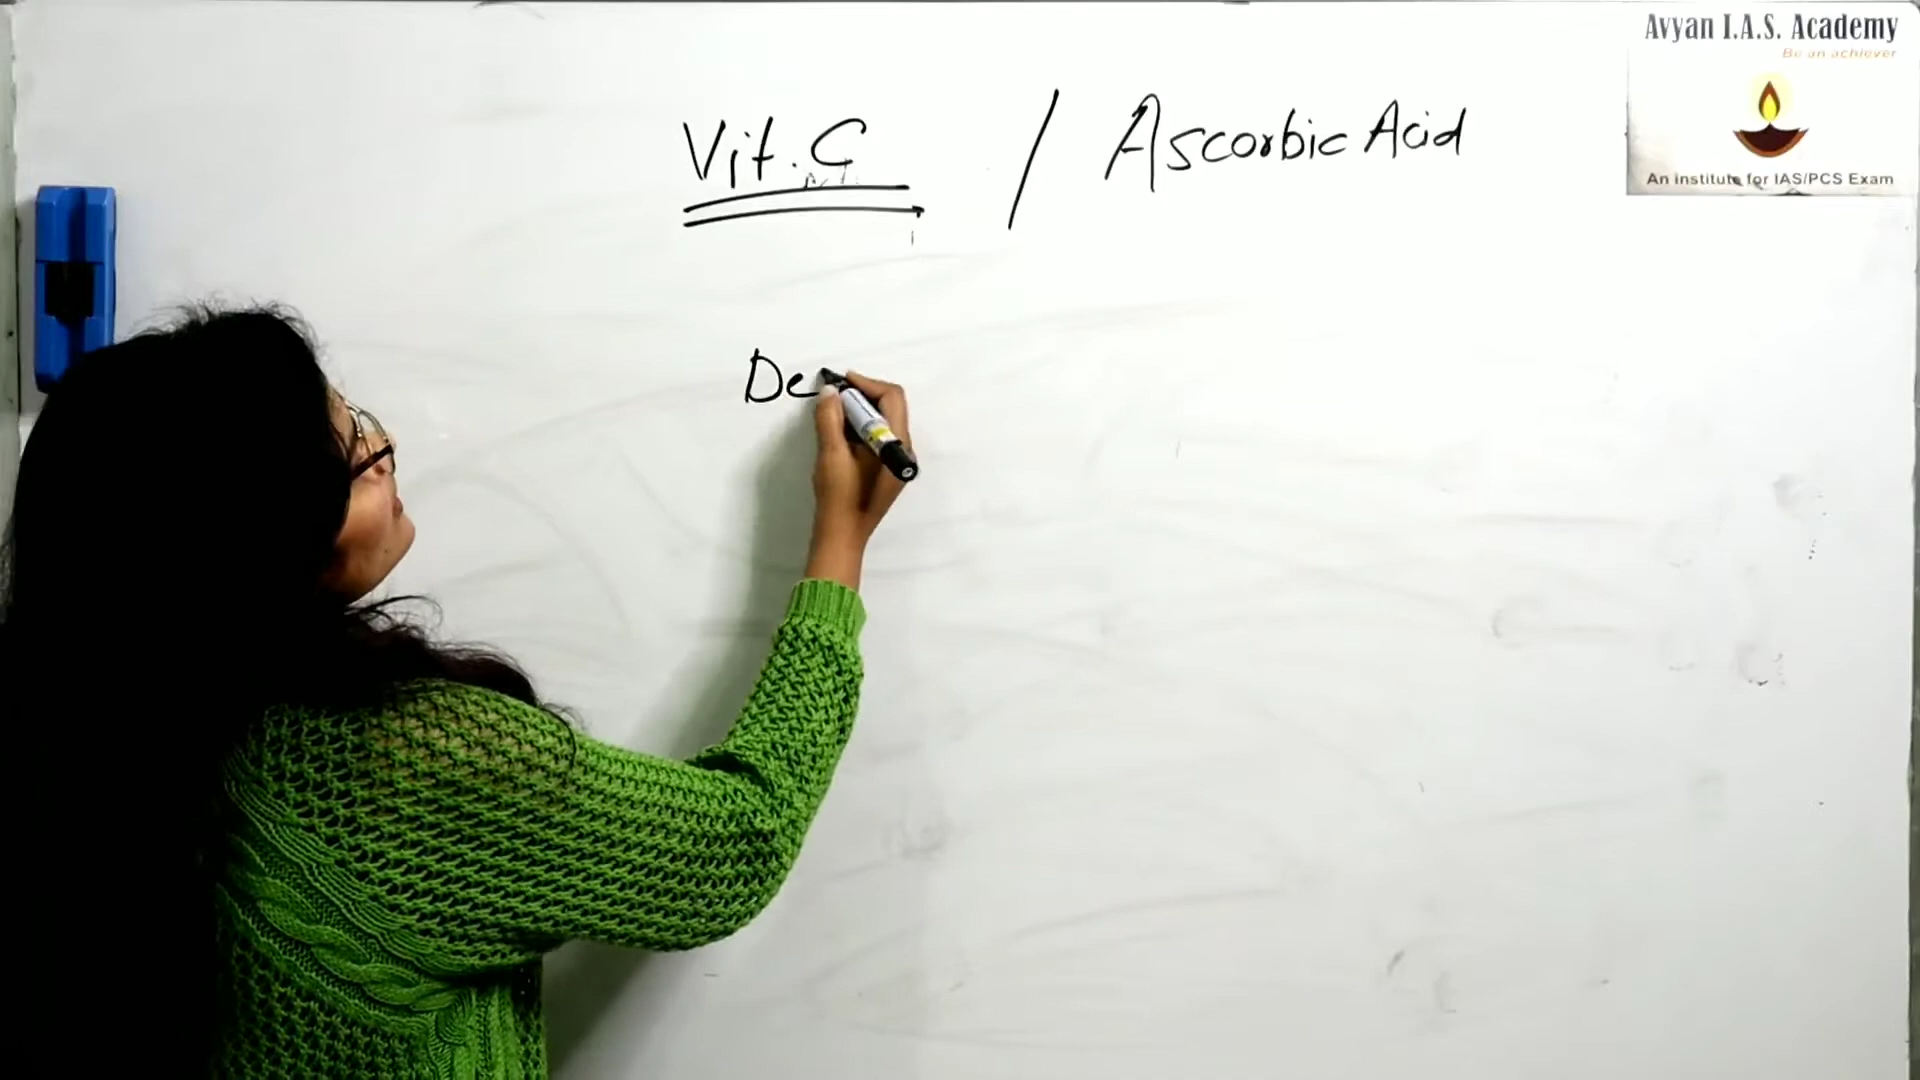 Vit. C / Ascorbic Acid
De
Avyan I.A.S. Academy
Be an achiever
An institute for IAS/PCS Exam